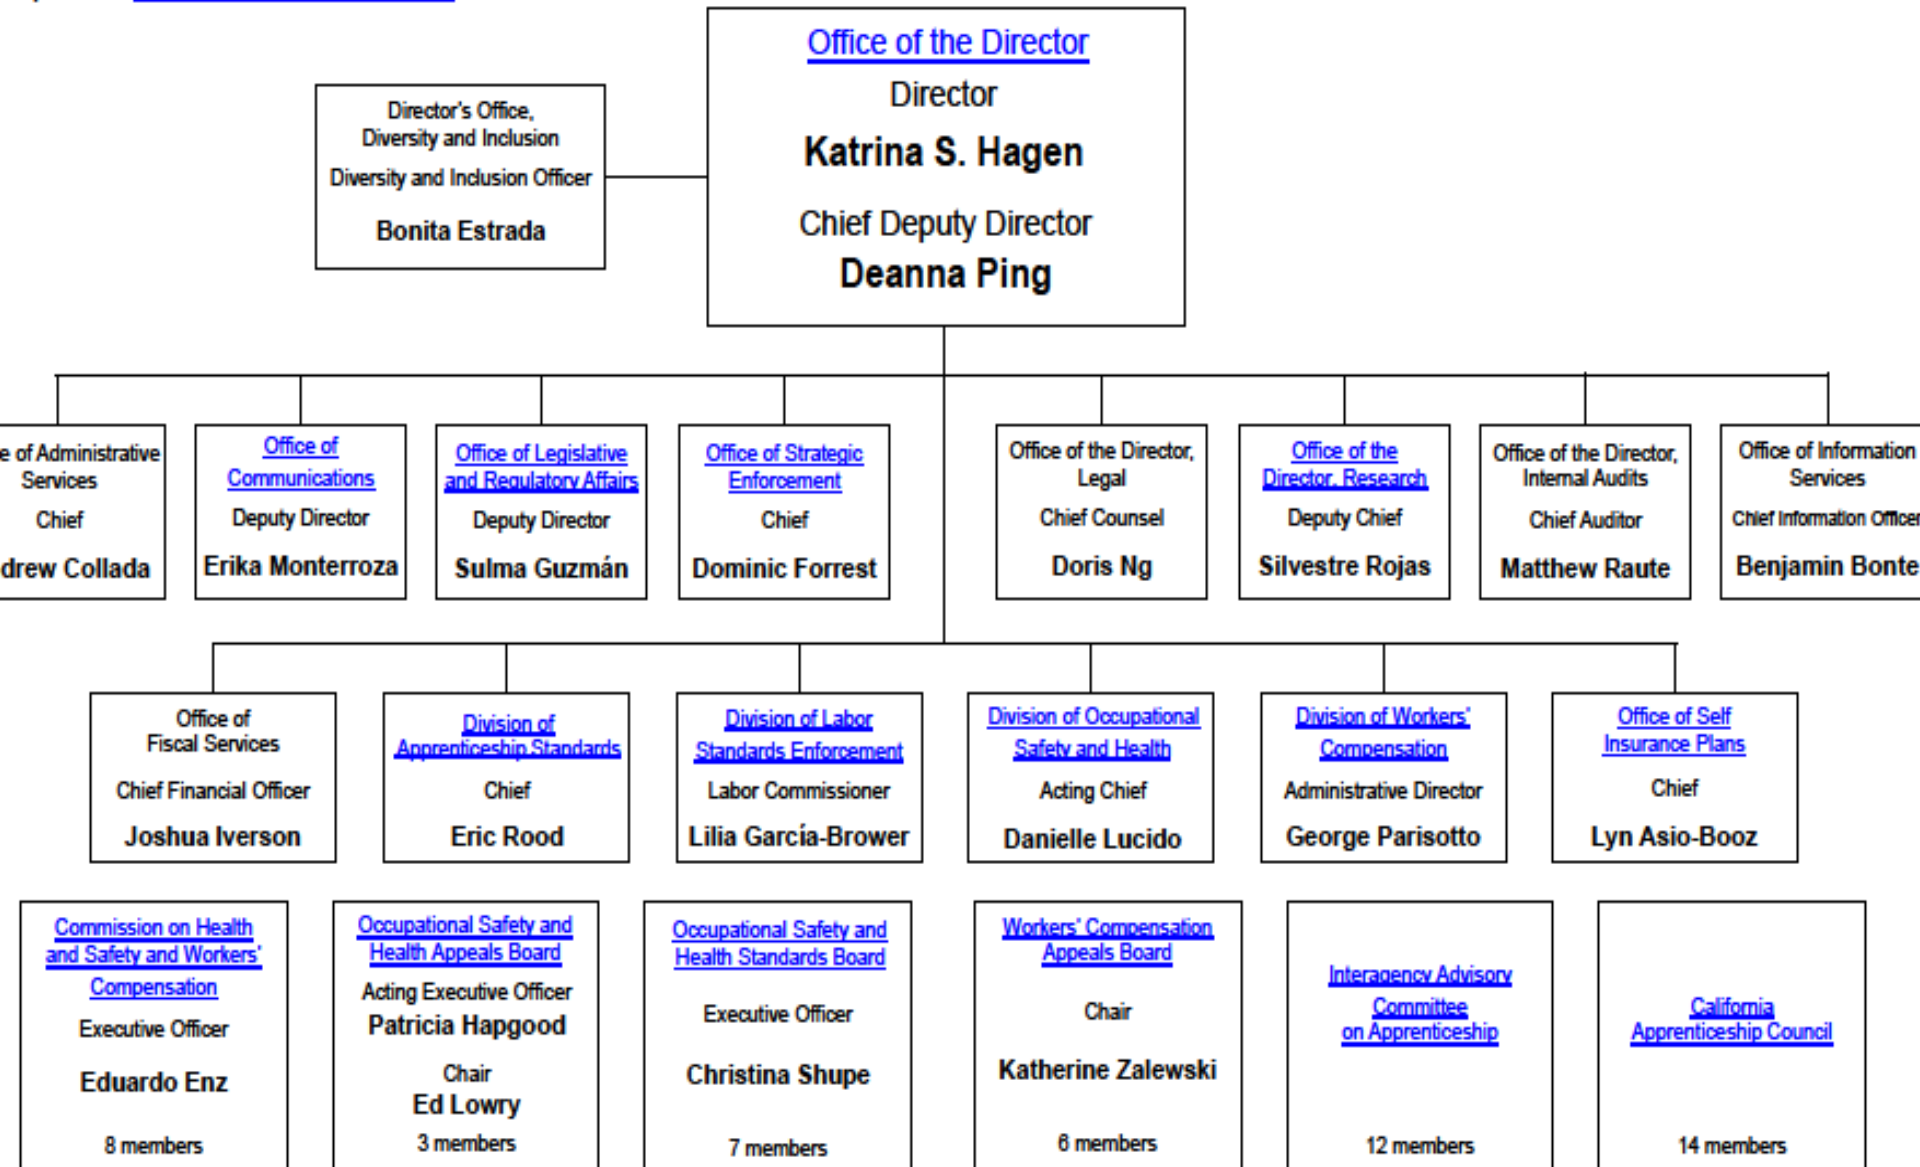 Office of the Director
Director
Katrina S. Hagen
Chief Deputy Director
Deanna Ping
Director's Office,
Diversity and Inclusion
Diversity and Inclusion Officer
Bonita Estrada
e of Administrative
Services
Chief
drew Collada
Office of
Communications
Deputy Director
Erika Monterroza
Office of Legislative
and Regulatory Affairs
Deputy Director
Sulma Guzmán
Office of Strategic
Enforcement
Chief
Dominic Forrest
Office of the Director,
Legal
Chief Counsel
Doris Ng
Office of the
Director, Research
Deputy Chief
Silvestre Rojas
Office of the Director,
Internal Audits
Chief Auditor
Matthew Raute
Office of Information
Services
Chief Information Officer
Benjamin Bonte
Office of
Fiscal Services
Chief Financial Officer
Joshua Iverson
Division of
Apprenticeship Standards
Chief
Eric Rood
Division of Labor
Standards Enforcement
Labor Commissioner
Lilia García-Brower
Division of Occupational
Safety and Health
Acting Chief
Danielle Lucido
Division of Workers'
Compensation
Administrative Director
George Parisotto
Office of Self
Insurance Plans
Chief
Lyn Asio-Booz
Commission on Health
and Safety and Workers'
Compensation
Executive Officer
Eduardo Enz
8 members
Occupational Safety and
Health Appeals Board
Acting Executive Officer
Patricia Hapgood
Chair
Ed Lowry
3 members
Occupational Safety and
Health Standards Board
Executive Officer
Christina Shupe
7 members
Workers' Compensation
Appeals Board
Chair
Katherine Zalewski
6 members
Interagency Advisory
Committee
on Apprenticeship
12 members
California
Apprenticeship Council
14 members